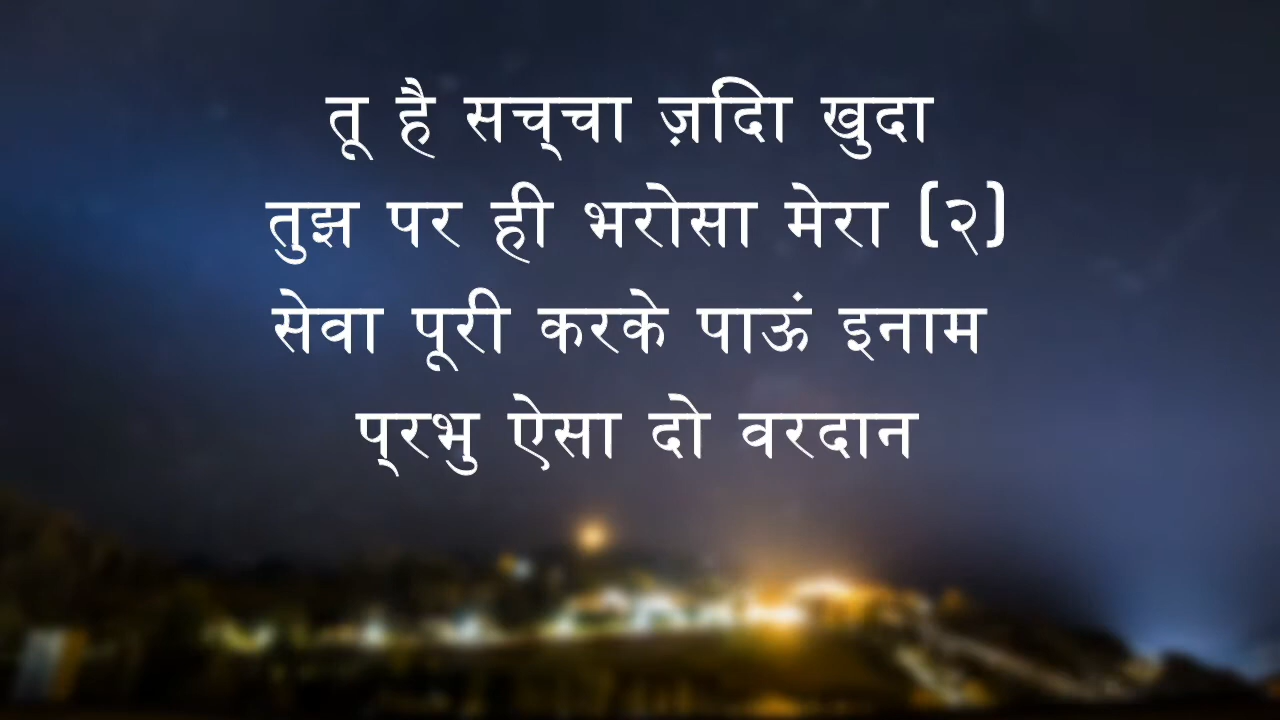 तू है सच्चा ज़दिा खुदा
तुझ पर ही भरोसा मेरा (२)
सेवा पूरी करके पाऊं इनाम
प्रभु ऐसा दो वरदान